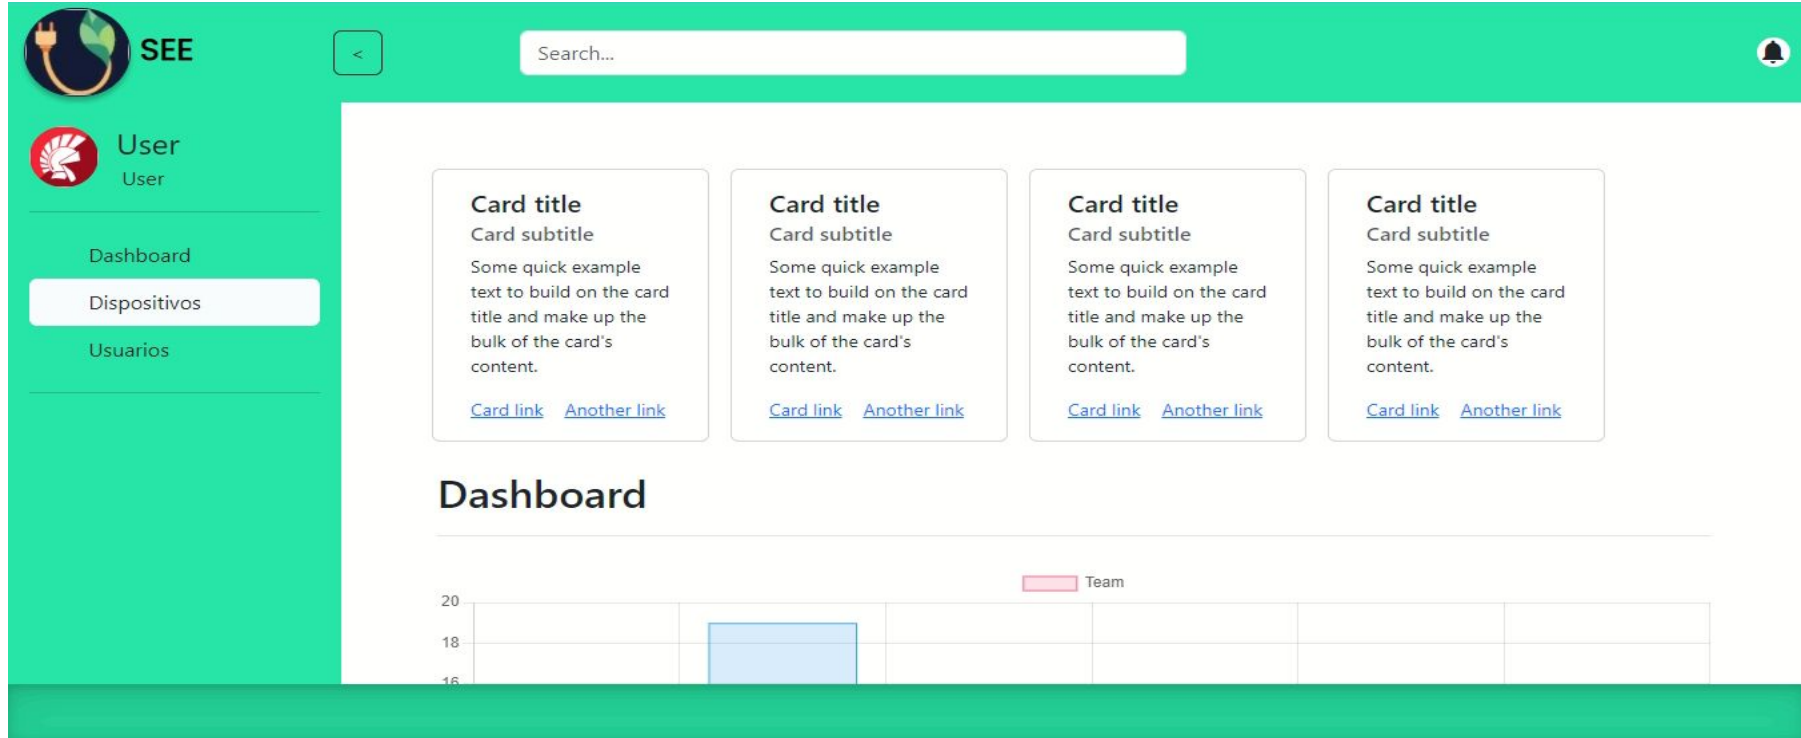 SEE
<
Search...
User
User
Dashboard
Dispositivos
Usuarios
Card title
Card subtitle
Some quick example
text to build on the card
title and make up the
bulk of the card's
content.
Card link Another link
Card title
Card subtitle
Some quick example
text to build on the card
title and make up the
bulk of the card's
content.
Card link Another link
Card title
Card subtitle
Some quick example
text to build on the card
title and make up the
bulk of the card's
content.
Card link Another link
Card title
Card subtitle
Some quick example
text to build on the card
title and make up the
bulk of the card's
content.
Card link Another link
Dashboard
Team
20
18
16